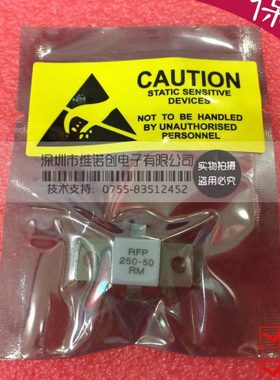 保
CAUTION
STATIC SENSITIVE
DEVICES
NOT TO BE HANDLED
BY UNAUTHORISED
PERSONNEL
深圳市维诺创电子有限公司
技术支持：0755-83512452
实物拍摄
盗图必究
RFP
250-50
RM